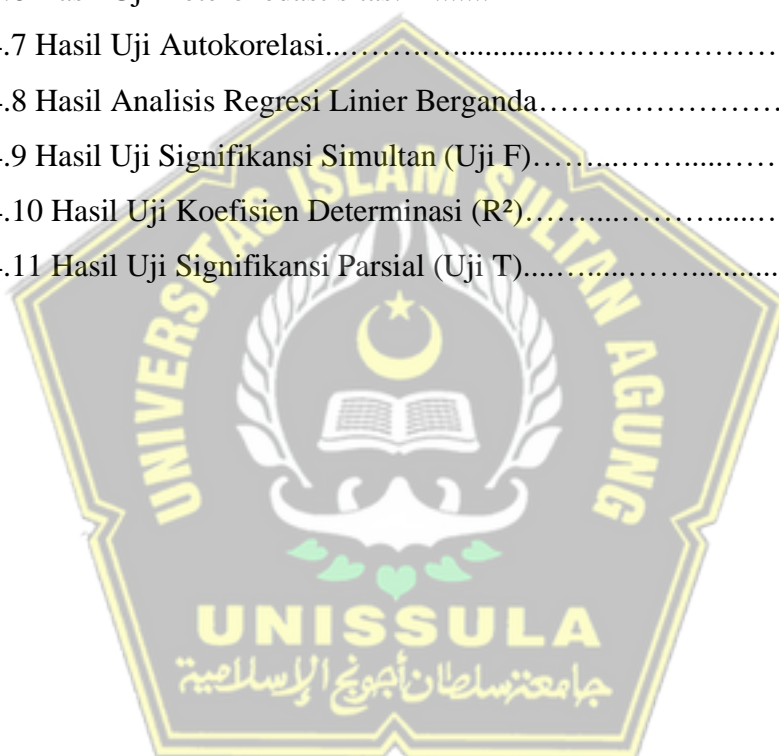 .7 Hasil Uji Autokorelasi...
.8 Hasil Analisis Regresi Linier Berganda...
.9 Hasil Uji Signifikansi Simultan (Uji F)...
.10 Hasil Uji Koefisien Determinasi (R²)...
.11 Hasil Uji Signifikansi Parsial (Uji T)...
UNIVERSITAS ISLAM SULTAN AGUNG
UNISSULA
جامعة سلطان أجونج الإسلامية